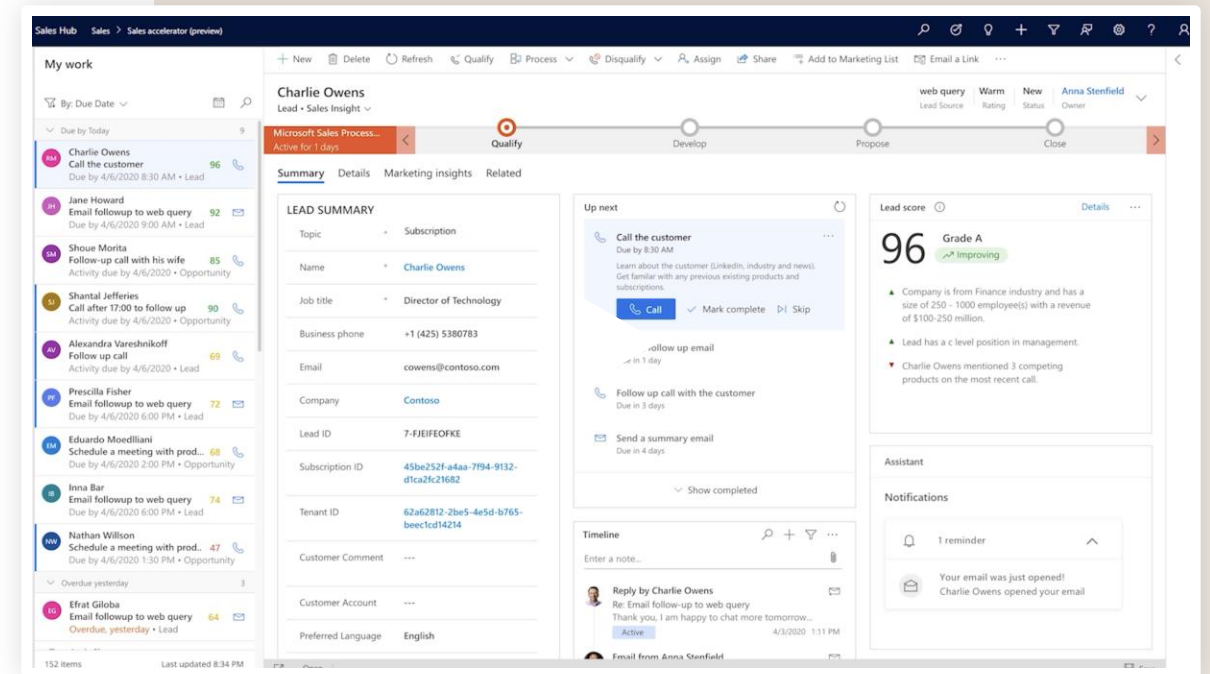 Sales Hub Sales > Sales accelerator (preview)
My work
By: Due Date
Due by Today 9
RM
Charlie Owens
Call the customer 96
Due by 4/6/2020 8:30 AM • Lead
JH
Jane Howard
Email followup to web query 92
Due by 4/6/2020 9:00 AM • Lead
SM
Shoue Morita
Follow-up call with his wife 85
Activity due by 4/6/2020 • Opportunity
SJ
Shantal Jefferies
Call after 17:00 to follow up 90
Activity due by 4/6/2020 • Opportunity
AV
Alexandra Vareshnikoff
Follow up call 69
Activity due by 4/6/2020 • Lead
PF
Prescilla Fisher
Email followup to web query 72
Due by 4/6/2020 6:00 PM • Lead
EM
Eduardo Moedlliani
Schedule a meeting with prod... 68
Due by 4/6/2020 2:00 PM • Opportunity
IB
Inna Bar
Email followup to web query 74
Due by 4/6/2020 6:00 PM • Lead
NW
Nathan Willson
Schedule a meeting with prod.. 47
Due by 4/6/2020 1:30 PM • Opportunity
Overdue yesterday 3
EG
Efrat Giloba
Email followup to web query 64
Overdue, yesterday • Lead
152 items Last updated 8:34 PM
New Delete Refresh Qualify Process Disqualify Assign Share Add to Marketing List Email a Link ...
Charlie Owens
Lead • Sales Insight
web query Warm New Anna Stenfield
Lead Source Rating Status Owner
Microsoft Sales Process...
Active for 1 days
Qualify Develop Propose Close
Summary Details Marketing insights Related
LEAD SUMMARY
Topic * Subscription
Name * Charlie Owens
Job title * Director of Technology
Business phone +1 (425) 5380783
Email cowens@contoso.com
Company Contoso
Lead ID 7-FJEIFEOFKE
Subscription ID 45be252f-a4aa-7f94-9132-
d1ca2fc21682
Tenant ID 62a62812-2be5-4e5d-b765-
beec1cd14214
Customer Comment ---
Customer Account ---
Preferred Language English
Up next
Call the customer ...
Due by 8:30 AM
Learn about the customer (LinkedIn, industry and news).
Get familar with any previous existing products and
subscriptions.
Call Mark complete Skip
ollow up email
in 1 day
Follow up call with the customer
Due in 3 days
Send a summary email
Due in 4 days
Show completed
Timeline
Enter a note...
Reply by Charlie Owens
Re: Email follow-up to web query
Thank you, I am happy to chat more tomorrow...
Active 4/3/2020 1:11 PM
Email from Anna Stenfield
Lead score Details ...
96 Grade A
Improving
Company is from Finance industry and has a
size of 250 - 1000 employee(s) with a revenue
of $100-250 million.
Lead has a c level position in management.
Charlie Owens mentioned 3 competing
products on the most recent call.
Assistant
Notifications
1 reminder
Your email was just opened!
Charlie Owens opened your email